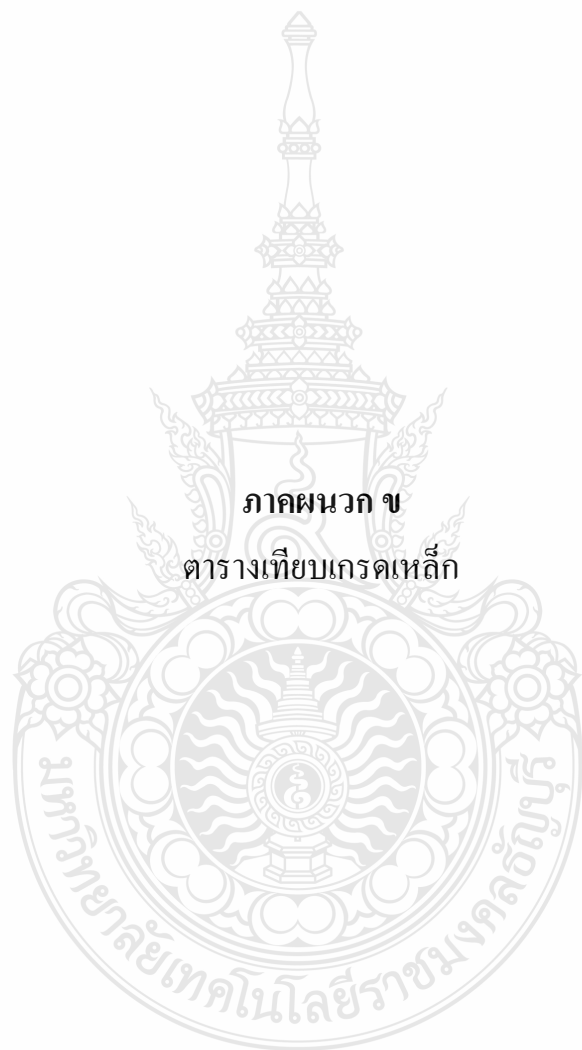 ภาคผนวก ข
ตารางเทียบเกรดเหล็ก
มหาวิทยาลัยเทคโนโลยีราชมงคลธัญบุรี